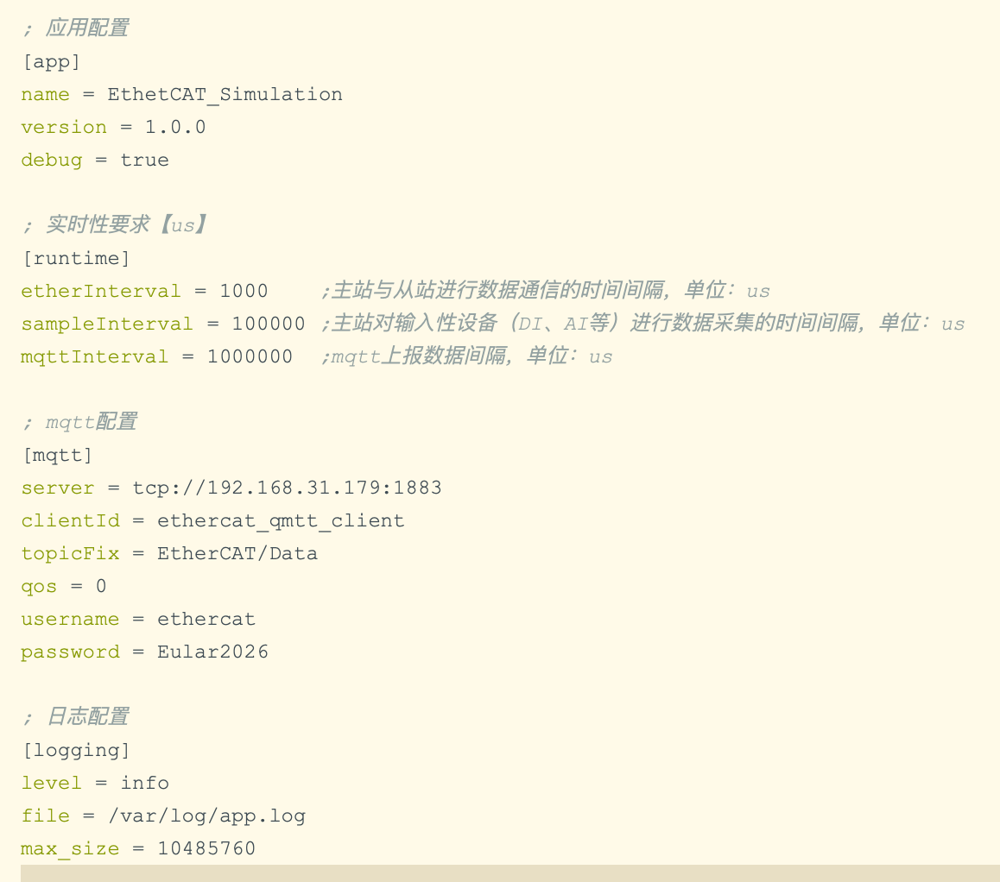 ; 应用配置
[app]
name = EthetCAT_Simulation
version = 1.0.0
debug = true
; 实时性要求【us】
[runtime]
etherInterval = 1000    ;主站与从站进行数据通信的时间间隔, 单位: us
sampleInterval = 100000 ;主站对输入性设备（DI、AI等）进行数据采集的时间间隔, 单位: us
mqttInterval = 1000000  ;mqtt上报数据间隔, 单位: us
; mqtt配置
[mqtt]
server = tcp://192.168.31.179:1883
clientId = ethercat_qmtt_client
topicFix = EtherCAT/Data
qos = 0
username = ethercat
password = Eular2026
; 日志配置
[logging]
level = info
file = /var/log/app.log
max_size = 10485760